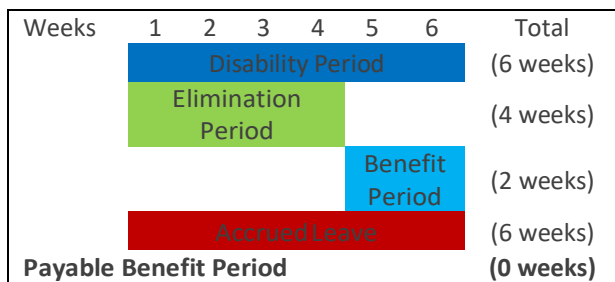 Weeks 1 2 3 4 5 6 Total
Disability Period (6 weeks)
Elimination
Period
(4 weeks)
Benefit
Period
(2 weeks)
Accrued Leave (6 weeks)
Payable Benefit Period (0 weeks)